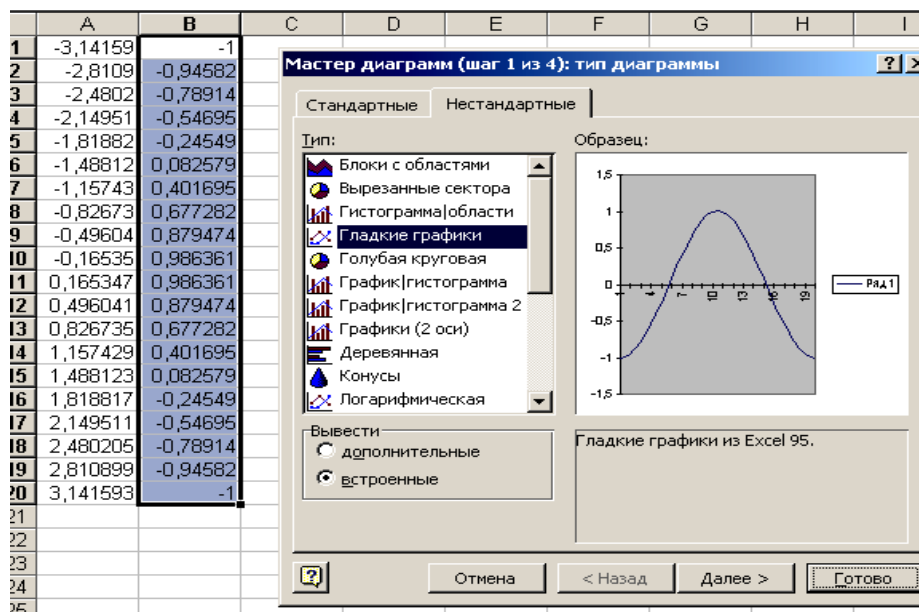 A B C D E F G H I
1 -3,14159 -1
2 -2,8109 -0,94582
3 -2,4802 -0,78914
4 -2,14951 -0,54695
5 -1,81882 -0,24549
6 -1,48812 0,082579
7 -1,15743 0,401695
8 -0,82673 0,677282
9 -0,49604 0,879474
10 -0,16535 0,986361
11 0,165347 0,986361
12 0,496041 0,879474
13 0,826735 0,677282
14 1,157429 0,401695
15 1,488123 0,082579
16 1,818817 -0,24549
17 2,149511 -0,54695
18 2,480205 -0,78914
19 2,810899 -0,94582
20 3,141593 -1
21
22
23
24
25
Мастер диаграмм (шаг 1 из 4): тип диаграммы
Стандартные Нестандартные
Тип:
Блоки с областями
Вырезанные сектора
Гистограмма|области
Гладкие графики
Голубая круговая
График|гистограмма
График|гистограмма 2
Графики (2 оси)
Деревянная
Конусы
Логарифмическая
Вывести
дополнительные
встроенные
Образец:
1,5
1
0,5
0
-0,5
-1
-1,5
1 4 7 10 13 16 19
Ряд1
Гладкие графики из Excel 95.
Отмена < Назад Далее > Готово